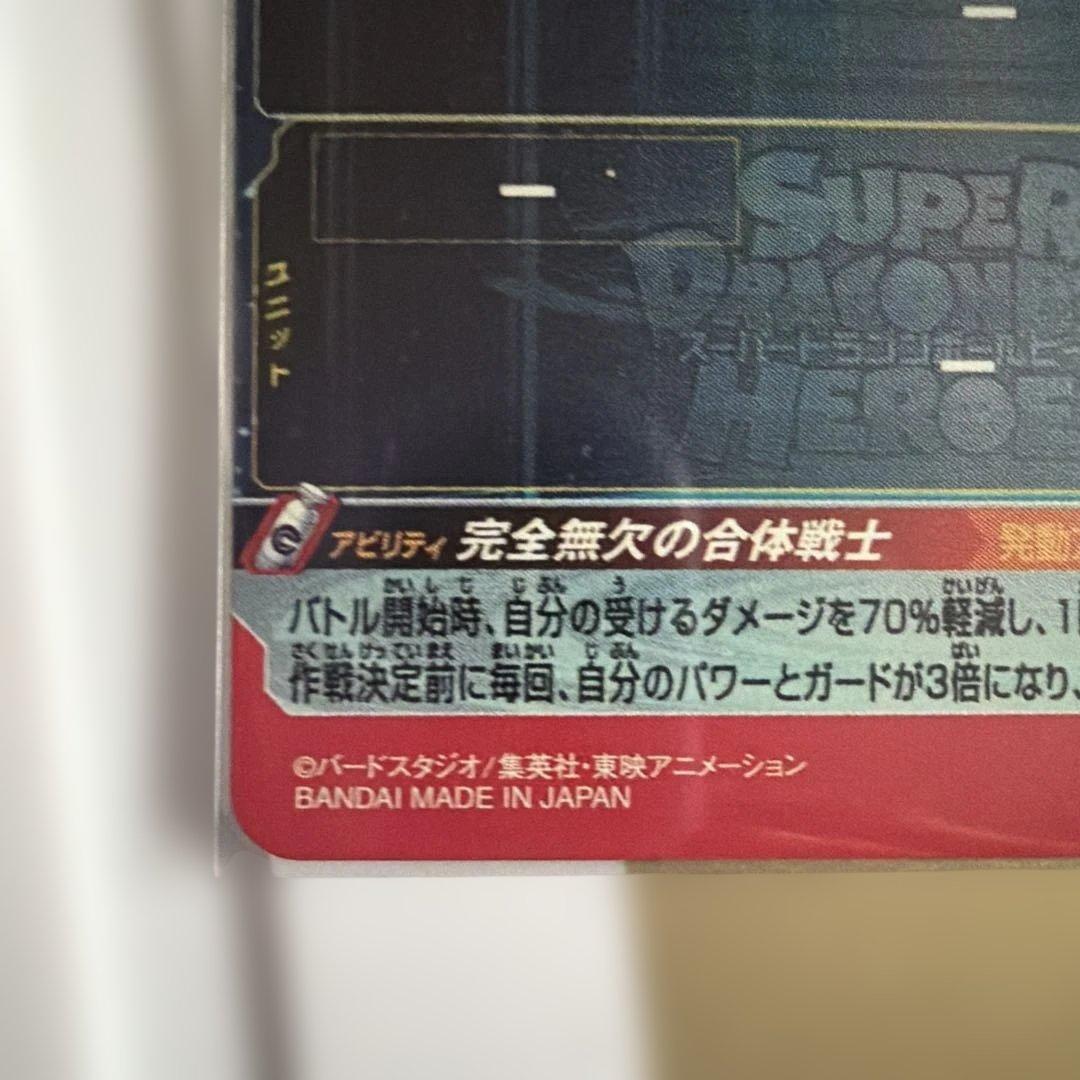 ー
ー
SUPER
DRAGON B
スーパードラゴンボールヒー
ー
HEROE
ユニット
アビリティ 完全無欠の合体戦士 発動
かいしじ じぶん う けいげん
バトル開始時、自分の受けるダメージを70%軽減し、1
さくせんけっていまえ まいかい じぶん ばい
作戦決定前に毎回、自分のパワーとガードが3倍になり、
©バードスタジオ/集英社・東映アニメーション
BANDAI MADE IN JAPAN